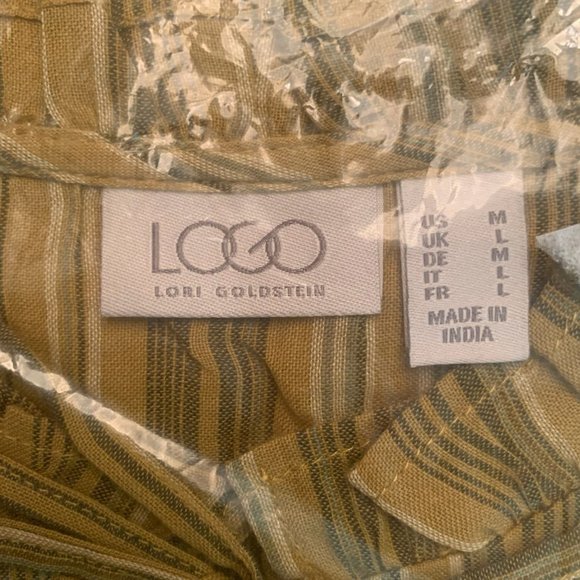 LOGO
LORI GOLDSTEIN
US M
UK L
DE M
IT L
FR L
MADE IN
INDIA